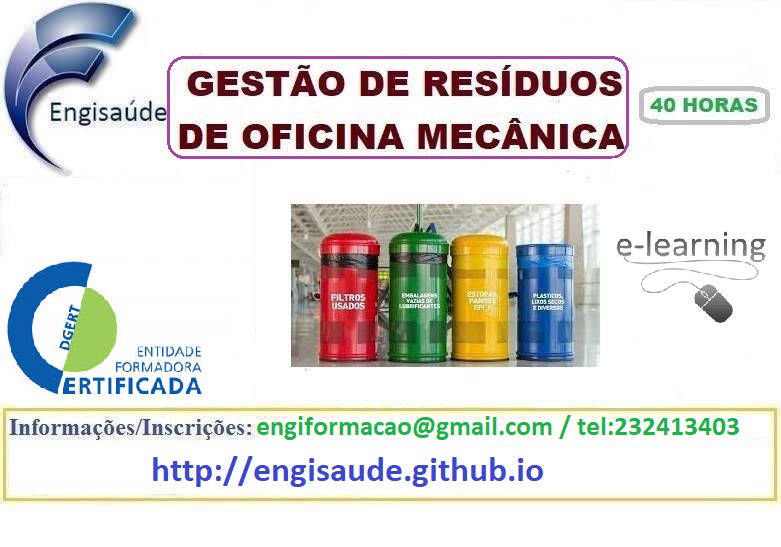 Engisaúde
GESTÃO DE RESÍDUOS
DE OFICINA MECÂNICA
40 HORAS
FILTROS
USADOS
EMBALAGENS
VAZIAS DE
LUBRIFICANTES
ESTOPAS,
PANOS E
EPI´S
PLÁSTICOS,
LIXOS SECOS
E DIVERSOS
e-learning
DGERT
ENTIDADE
FORMADORA
CERTIFICADA
Informações/Inscrições: engiformacao@gmail.com / tel:232413403
http://engisaude.github.io